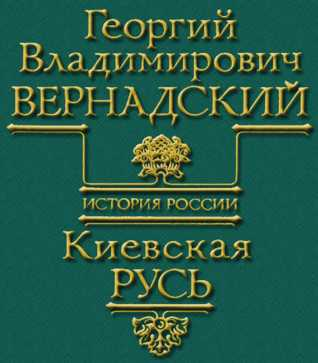 Георгий
Владимирович
ВЕРНАДСКИЙ
ИСТОРИЯ РОССИИ
Киевская
РУСЬ